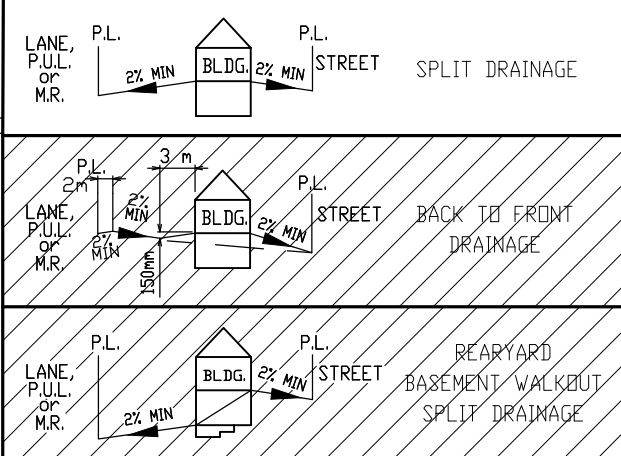 P.L.
P.L.
LANE,
P.U.L.
or
M.R.
2% MIN
BLDG.
2% MIN
STREET
SPLIT DRAINAGE
3 m
P.L.
2m
P.L.
LANE,
P.U.L.
or
M.R.
2%
MIN
2%
MIN
150mm
BLDG.
2% MIN
STREET
BACK TO FRONT
DRAINAGE
P.L.
P.L.
LANE,
P.U.L.
or
M.R.
2% MIN
BLDG.
2% MIN
STREET
REARYARD
BASEMENT WALKOUT
SPLIT DRAINAGE